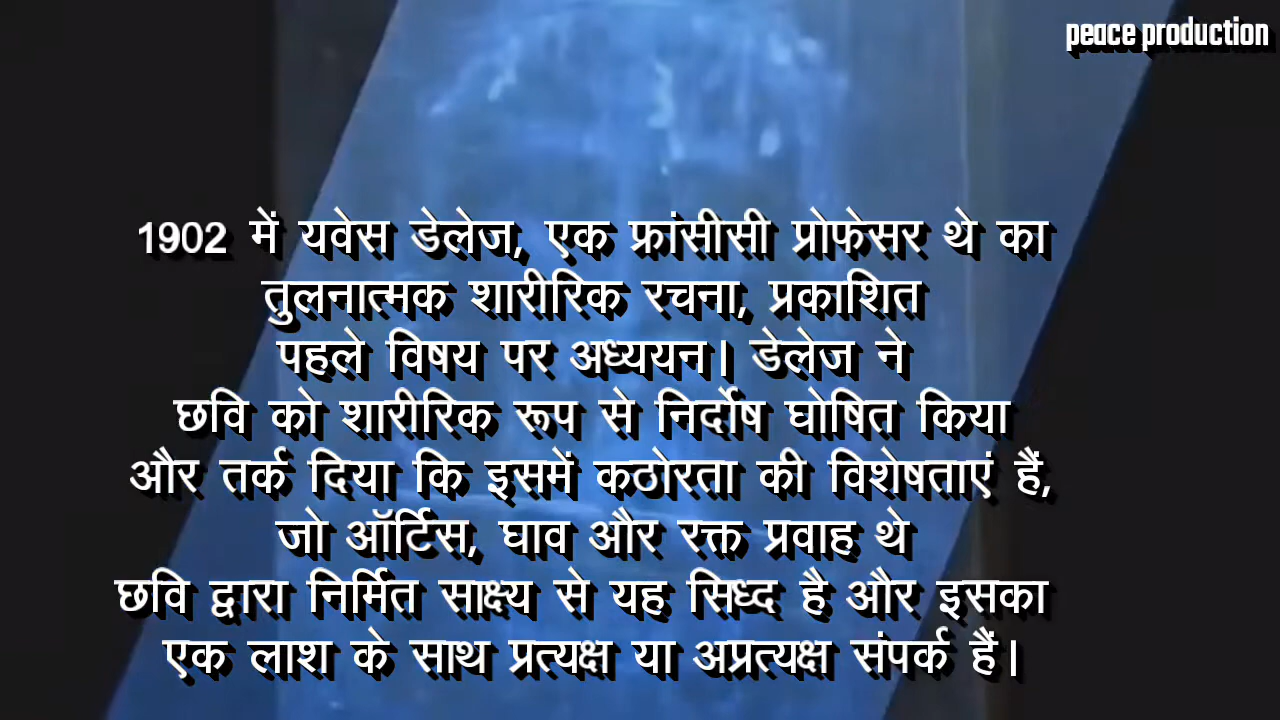 peace production
1902 में यवेस डेलेज, एक फ्रांसीसी प्रोफेसर थे का
तुलनात्मक शारीरिक रचना, प्रकाशित
पहले विषय पर अध्ययन। डेलेज ने
छवि को शारीरिक रूप से निर्दोष घोषित किया
और तर्क दिया कि इसमें कठोरता की विशेषताएं हैं,
जो ऑर्टिस, घाव और रक्त प्रवाह थे
छवि द्वारा निर्मित साक्ष्य से यह सिध्द है और इसका
एक लाश के साथ प्रत्यक्ष या अप्रत्यक्ष संपर्क हैं।